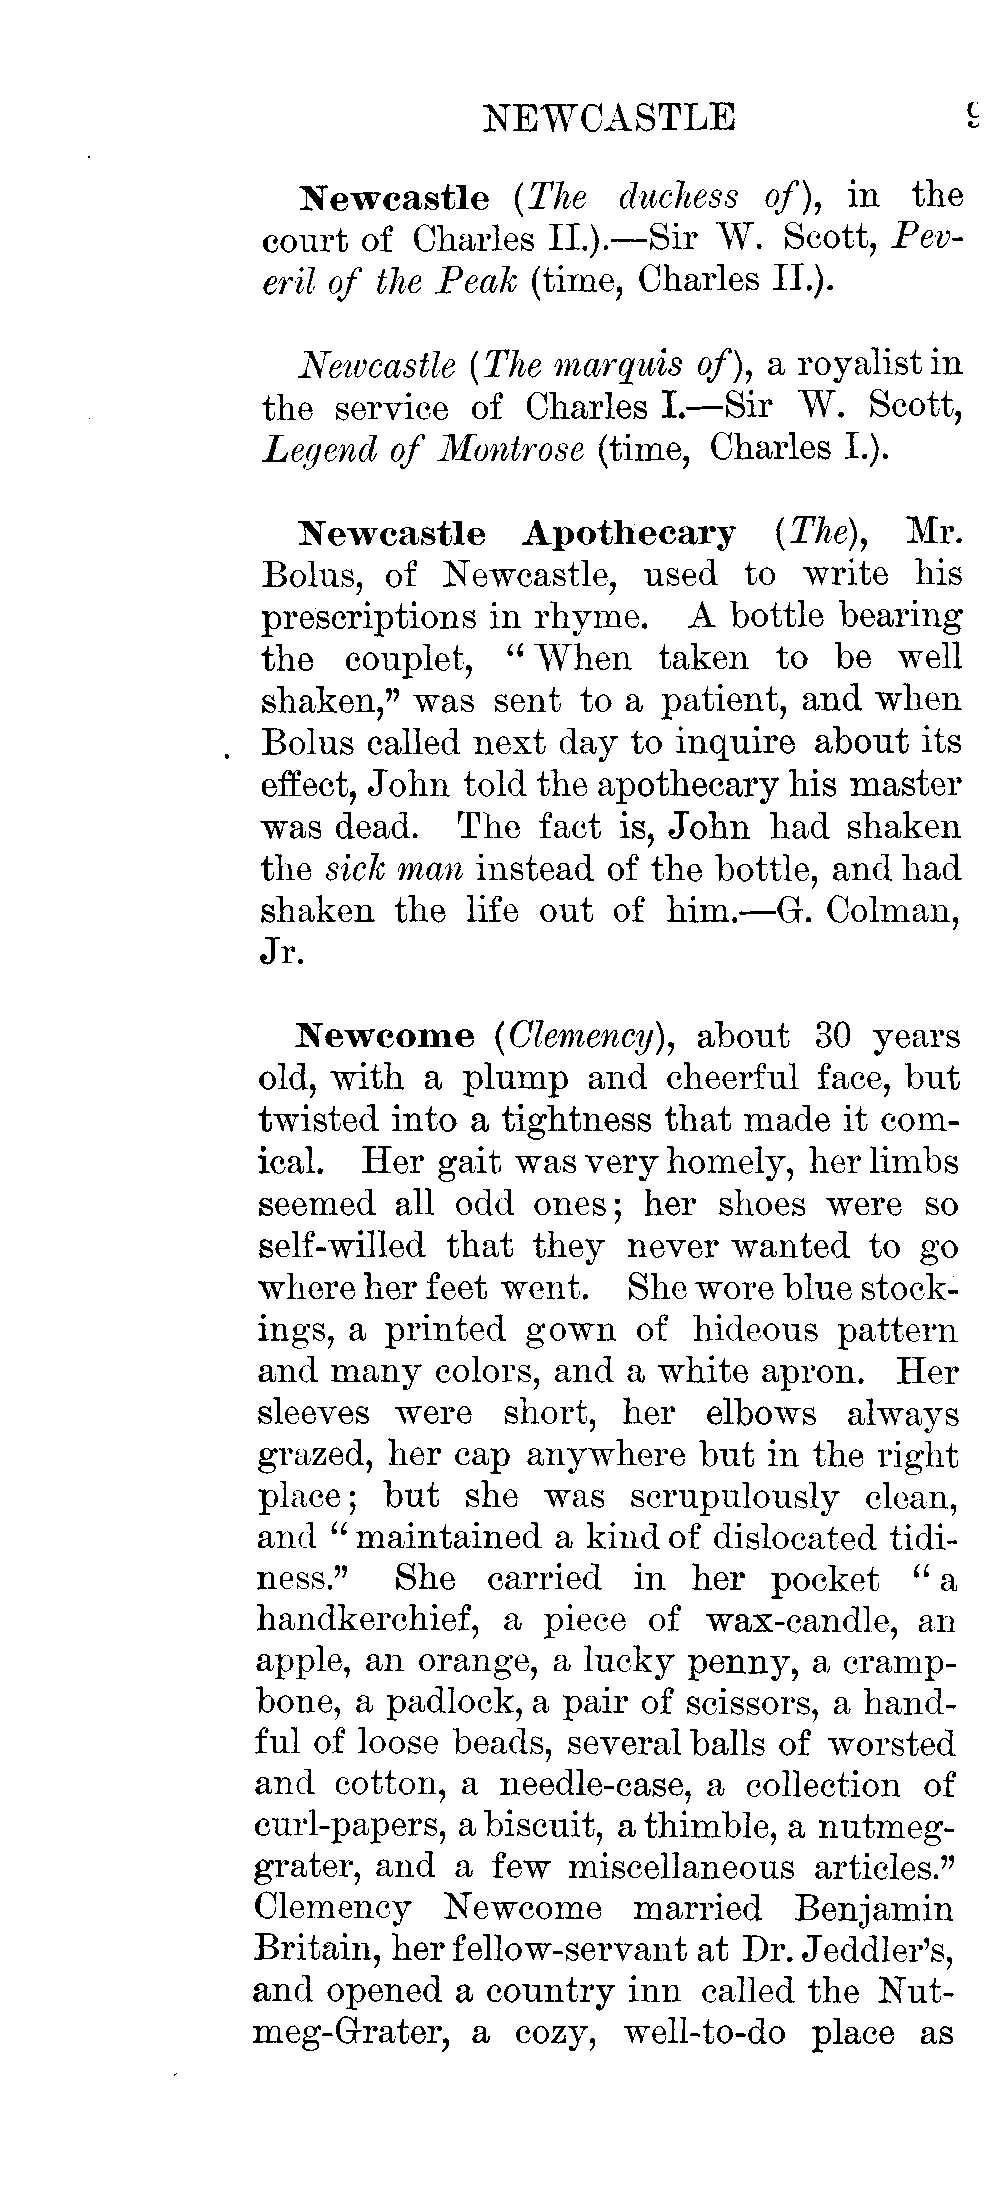 NEWCASTLE
Newcastle (The duchess of), in the
court of Charles II.).—Sir W. Scott, Pev-
eril of the Peak (time, Charles II.).
Newcastle (The marquis of), a royalist in
the service of Charles I.—Sir W. Scott,
Legend of Montrose (time, Charles I.).
Newcastle Apothecary (The), Mr.
Bolus, of Newcastle, used to write his
prescriptions in rhyme. A bottle bearing
the couplet, “ When taken to be well
shaken,” was sent to a patient, and when
Bolus called next day to inquire about its
effect, John told the apothecary his master
was dead. The fact is, John had shaken
the sick man instead of the bottle, and had
shaken the life out of him.—G. Colman,
Jr.
Newcome (Clemency), about 30 years
old, with a plump and cheerful face, but
twisted into a tightness that made it com-
ical. Her gait was very homely, her limbs
seemed all odd ones; her shoes were so
self-willed that they never wanted to go
where her feet went. She wore blue stock-
ings, a printed gown of hideous pattern
and many colors, and a white apron. Her
sleeves were short, her elbows always
grazed, her cap anywhere but in the right
place; but she was scrupulously clean,
and “ maintained a kind of dislocated tidi-
ness.” She carried in her pocket “ a
handkerchief, a piece of wax-candle, an
apple, an orange, a lucky penny, a cramp-
bone, a padlock, a pair of scissors, a hand-
ful of loose beads, several balls of worsted
and cotton, a needle-case, a collection of
curl-papers, a biscuit, a thimble, a nutmeg-
grater, and a few miscellaneous articles.”
Clemency Newcome married Benjamin
Britain, her fellow-servant at Dr. Jeddler’s,
and opened a country inn called the Nut-
meg-Grater, a cozy, well-to-do place as